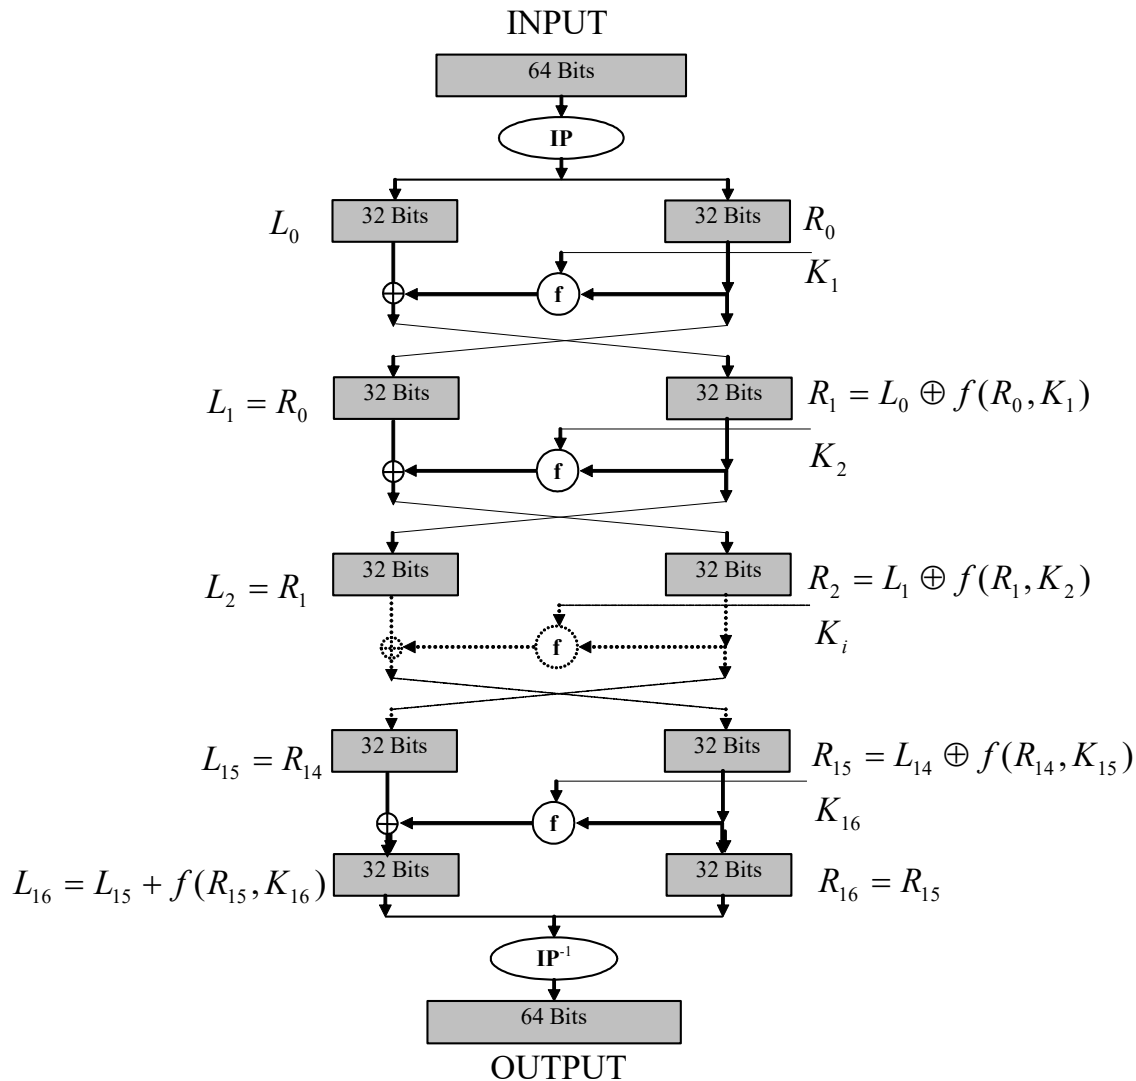 INPUT
64 Bits
IP
L₀ 32 Bits 32 Bits R₀
K₁
⊕ f
L₁ = R₀ 32 Bits 32 Bits R₁ = L₀ ⊕ f(R₀, K₁)
K₂
⊕ f
L₂ = R₁ 32 Bits 32 Bits R₂ = L₁ ⊕ f(R₁, K₂)
Kᵢ
⊕ f
L₁₅ = R₁₄ 32 Bits 32 Bits R₁₅ = L₁₄ ⊕ f(R₁₄, K₁₅)
K₁₆
⊕ f
L₁₆ = L₁₅ + f(R₁₅, K₁₆) 32 Bits 32 Bits R₁₆ = R₁₅
IP⁻¹
64 Bits
OUTPUT